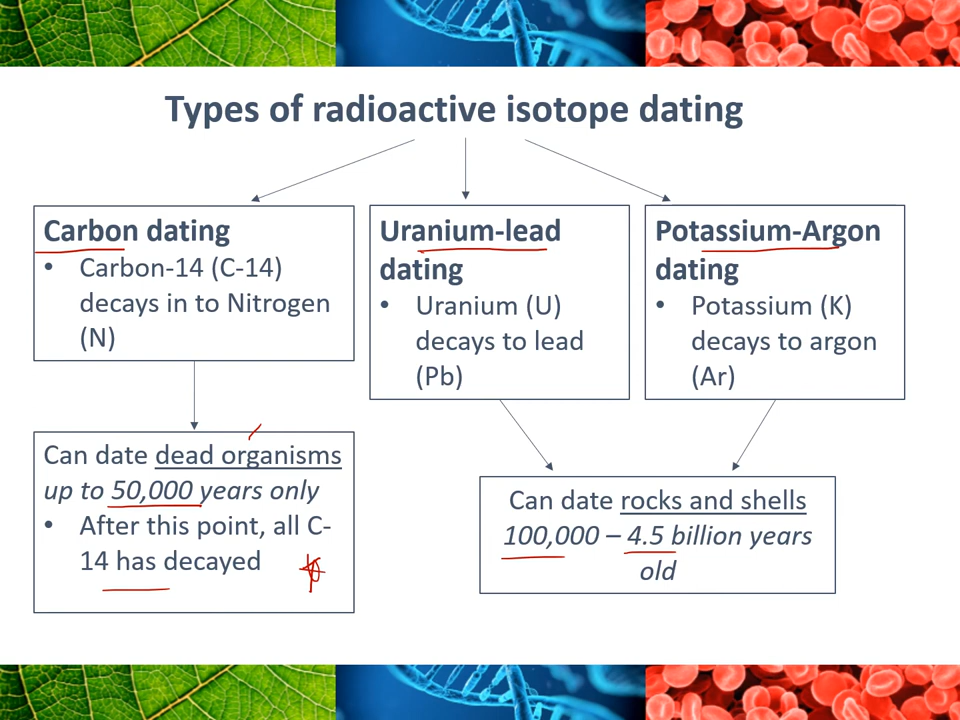 Types of radioactive isotope dating
Carbon dating
• Carbon-14 (C-14)
decays in to Nitrogen
(N)
Uranium-lead
dating
• Uranium (U)
decays to lead
(Pb)
Potassium-Argon
dating
• Potassium (K)
decays to argon
(Ar)
Can date dead organisms
up to 50,000 years only
• After this point, all C-
14 has decayed
Can date rocks and shells
100,000 – 4.5 billion years
old